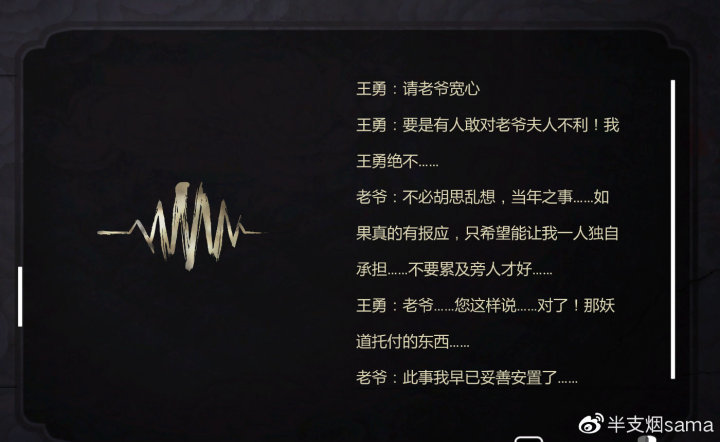 王勇：请老爷宽心
王勇：要是有人敢对老爷夫人不利！我
王勇绝不……
老爷：不必胡思乱想，当年之事……如
果真的有报应，只希望能让我一人独自
承担……不要累及旁人才好……
王勇：老爷……您这样说……对了！那妖
道托付的东西……
老爷：此事我早已妥善安置了……
半支烟sama